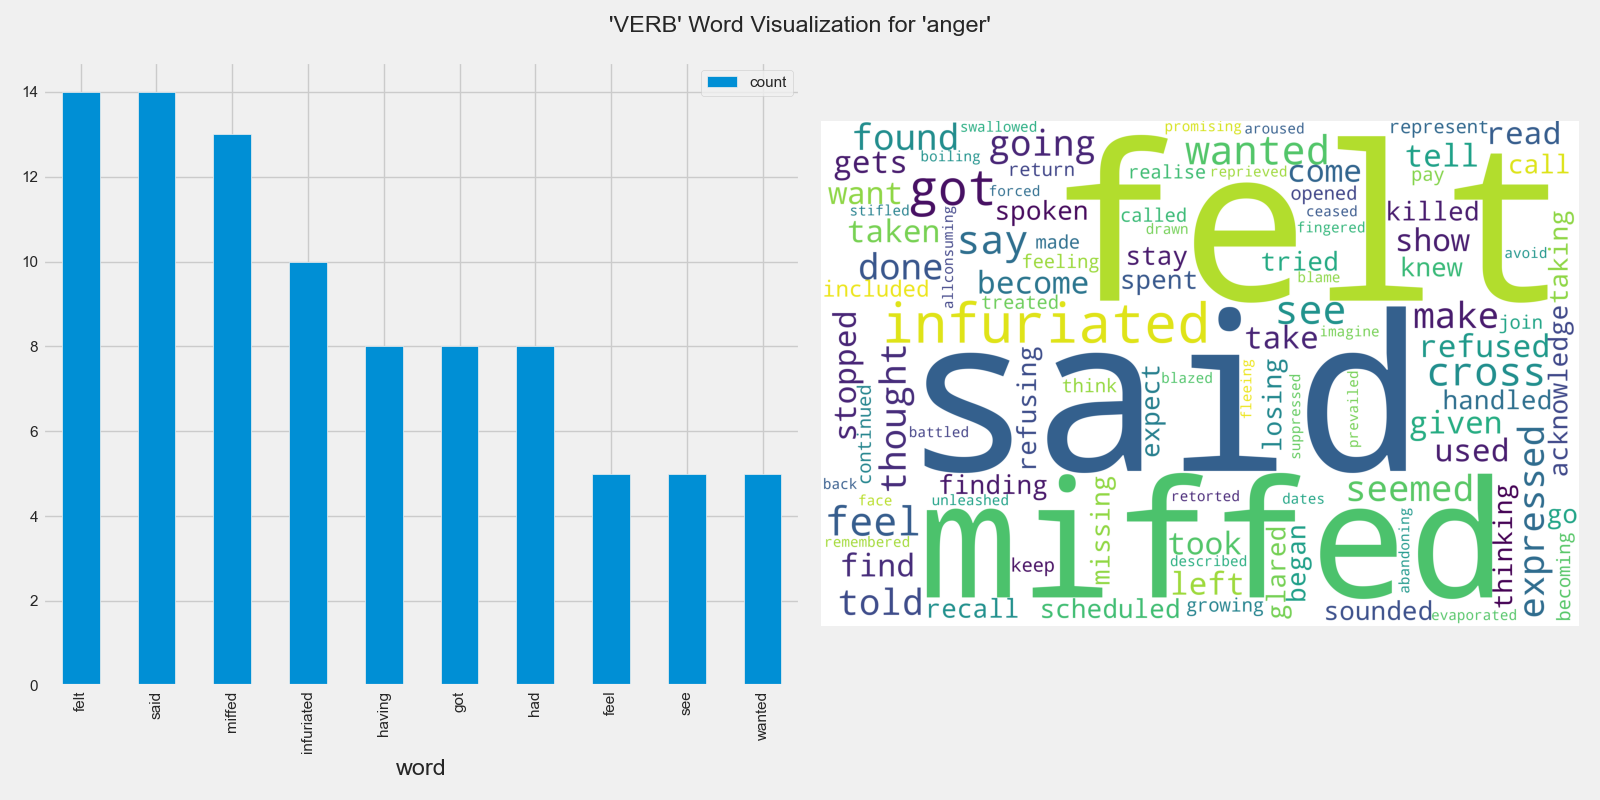 'VERB' Word Visualization for 'anger'
count
14
12
10
8
6
4
2
0
felt
said
miffed
infuriated
having
got
had
feel
see
wanted
word
found
swallowed
going
promising
aroused
represent
read
gets
boiling
return
wanted
realise
reprieved
come
tell
call
pay
want
got
forced
felt
opened
stifled
spoken
called
ceased
killed
taken
allconsuming
say
made
drawn
fingered
show
avoid
taking
done
feeling
stay
tried
knew
included
become
spent
blame
treated
infuriated
see
make
join
stopped
thought
said
take
imagine
refused
acknowledge
refusing
think
expect
blazed
fleeing
losing
suppressed
prevailed
cross
handled
continued
battled
given
used
expressed
back
finding
miffed
retorted
dates
seemed
thinking
go
face
unleashed
missing
feel
took
glared
began
abandoning
becoming
remembered
find
keep
described
left
told
recall
scheduled
growing
sounded
evaporated